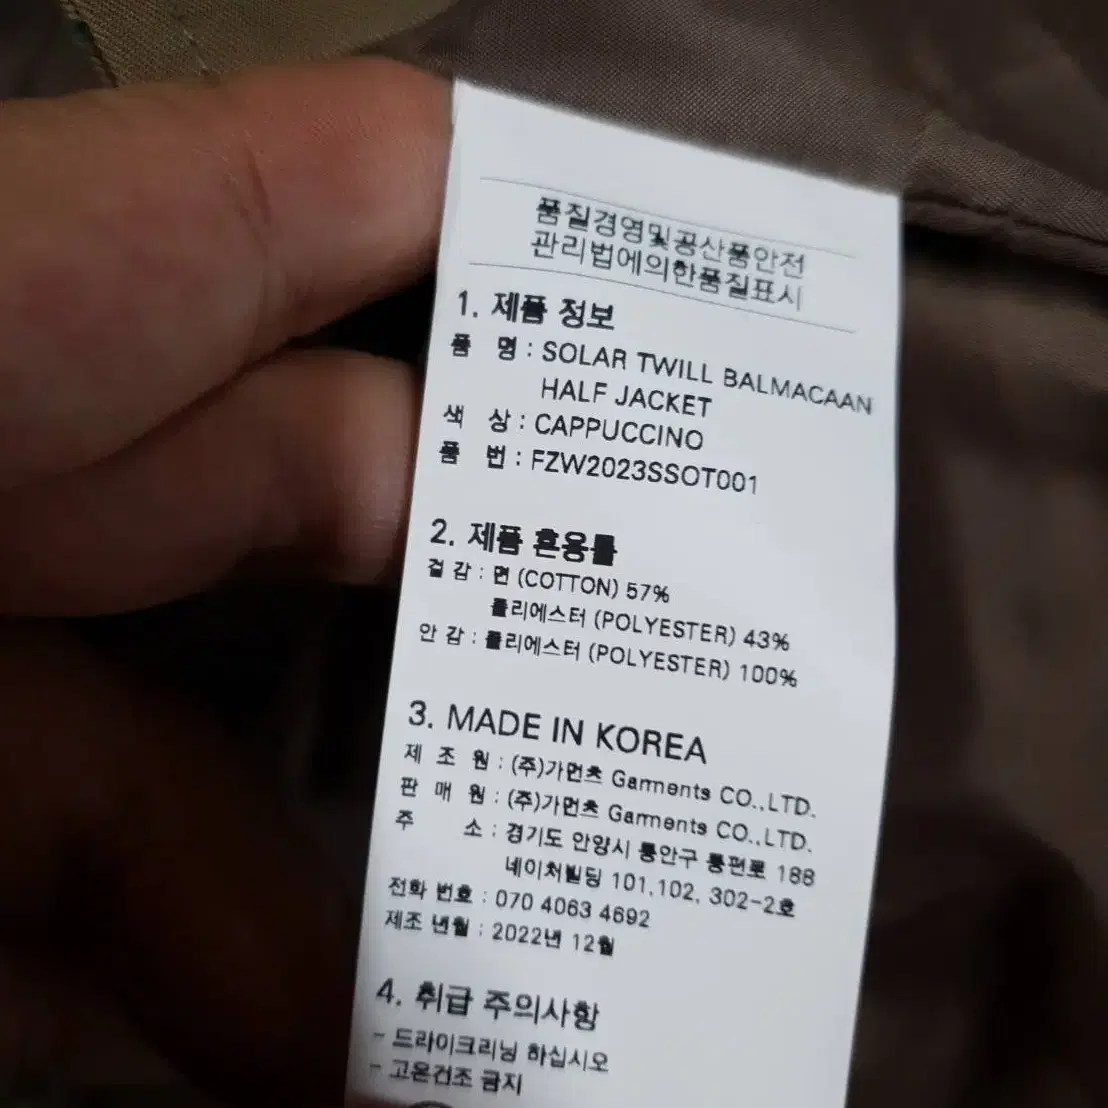 품질경영및공산품안전
관리법에의한품질표시
1. 제품 정보
품 명 : SOLAR TWILL BALMACAAN
HALF JACKET
색 상 : CAPPUCCINO
품 번 : FZW2023SSOT001
2. 제품 혼용률
겉 감 : 면 (COTTON) 57%
폴리에스터 (POLYESTER) 43%
안 감 : 폴리에스터 (POLYESTER) 100%
3. MADE IN KOREA
제 조 원 : (주)가먼츠 Garments CO.,LTD.
판 매 원 : (주)가먼츠 Garments CO.,LTD.
주 소 : 경기도 안양시 동안구 동편로 188
네이처빌딩 101,102, 302-2호
전화 번호 : 070 4063 4692
제조 년월 : 2022년 12월
4. 취급 주의사항
- 드라이크리닝 하십시오
- 고온건조 금지